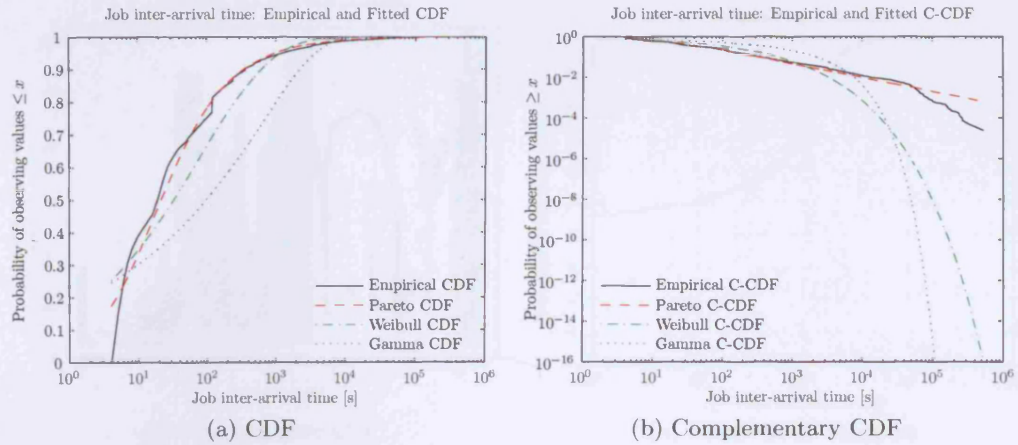 Job inter-arrival time: Empirical and Fitted CDF
Probability of observing values ≤ x
1
0.9
0.8
0.7
0.6
0.5
0.4
0.3
0.2
0.1
0
Empirical CDF
Pareto CDF
Weibull CDF
Gamma CDF
10^0 10^1 10^2 10^3 10^4 10^5 10^6
Job inter-arrival time [s]
(a) CDF
Job inter-arrival time: Empirical and Fitted C-CDF
Probability of observing values ≥ x
10^0
10^-2
10^-4
10^-6
10^-8
10^-10
10^-12
10^-14
10^-16
Empirical C-CDF
Pareto C-CDF
Weibull C-CDF
Gamma C-CDF
10^0 10^1 10^2 10^3 10^4 10^5 10^6
Job inter-arrival time [s]
(b) Complementary CDF